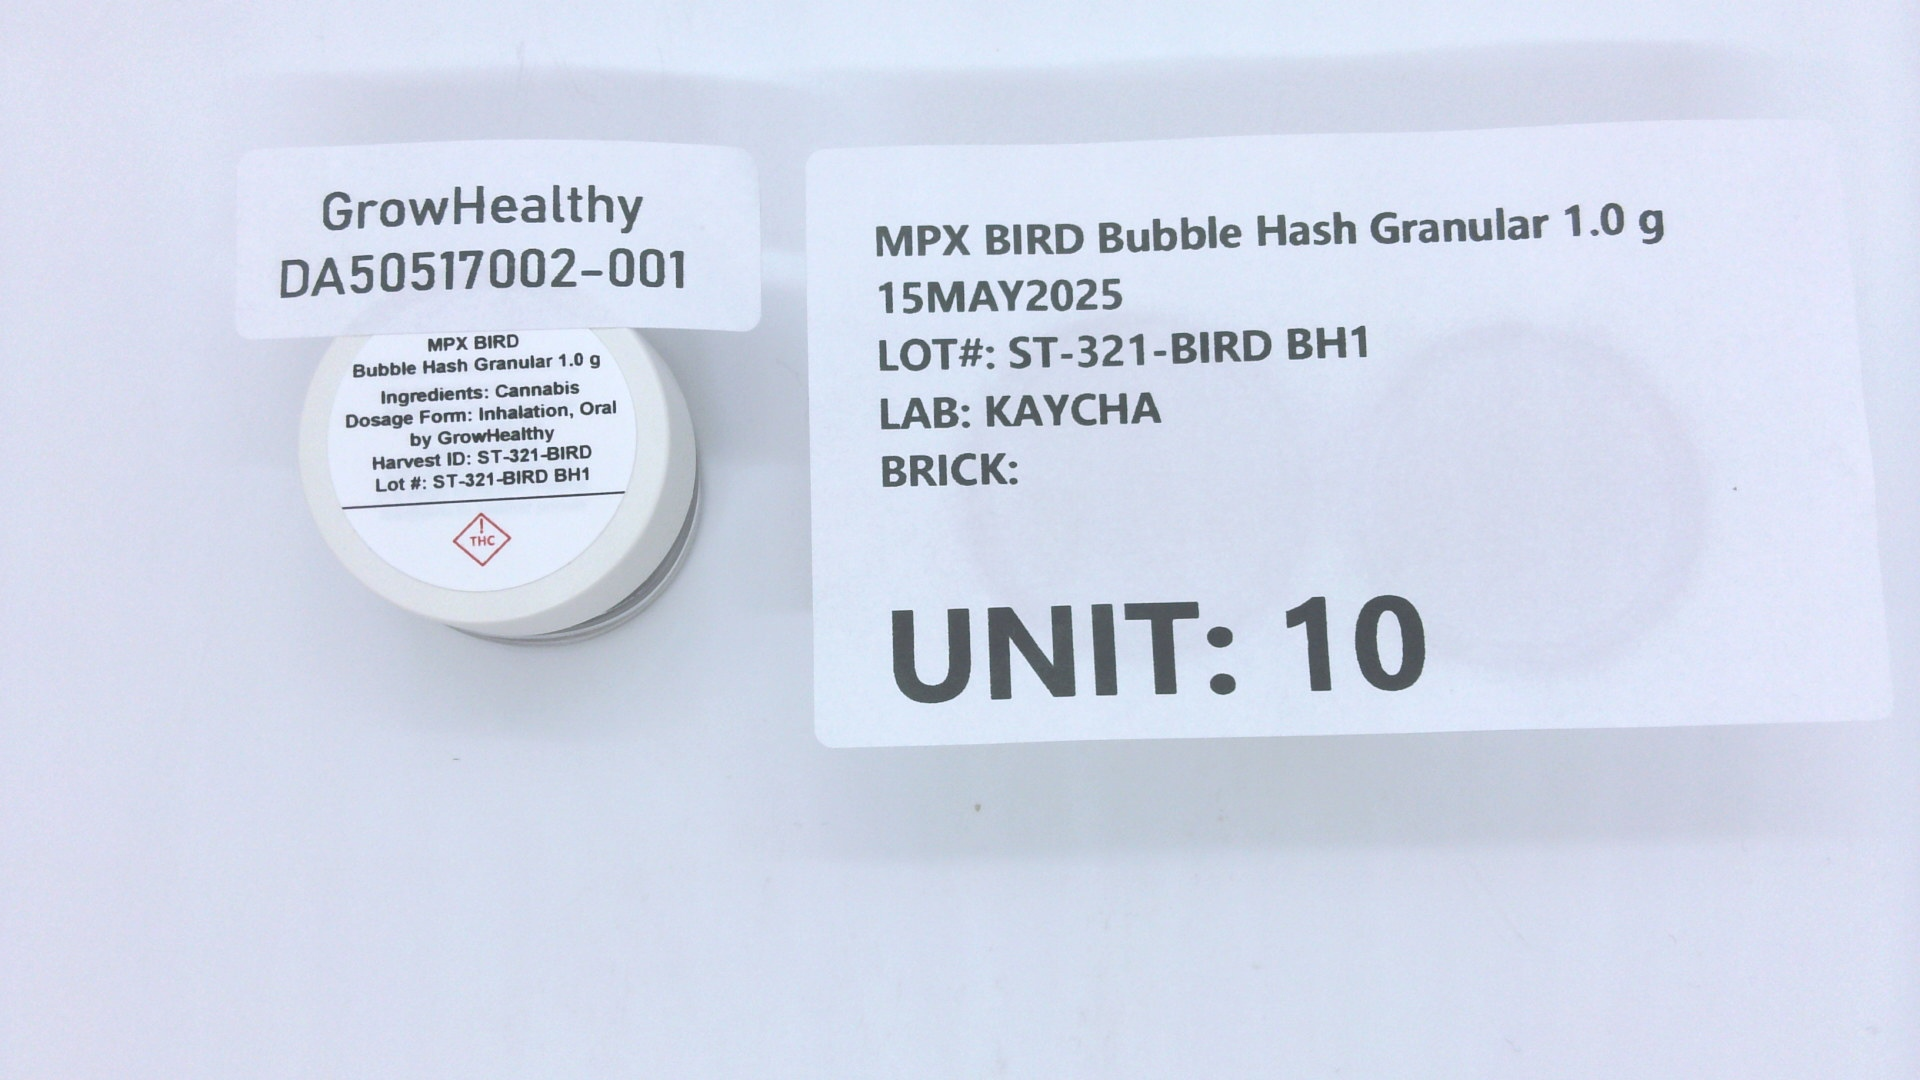 GrowHealthy
DA50517002-001
MPX BIRD
Bubble Hash Granular 1.0 g
Ingredients: Cannabis
Dosage Form: Inhalation, Oral
by GrowHealthy
Harvest ID: ST-321-BIRD
Lot #: ST-321-BIRD BH1
!
THC
MPX BIRD Bubble Hash Granular 1.0 g
15MAY2025
LOT#: ST-321-BIRD BH1
LAB: KAYCHA
BRICK:
UNIT: 10